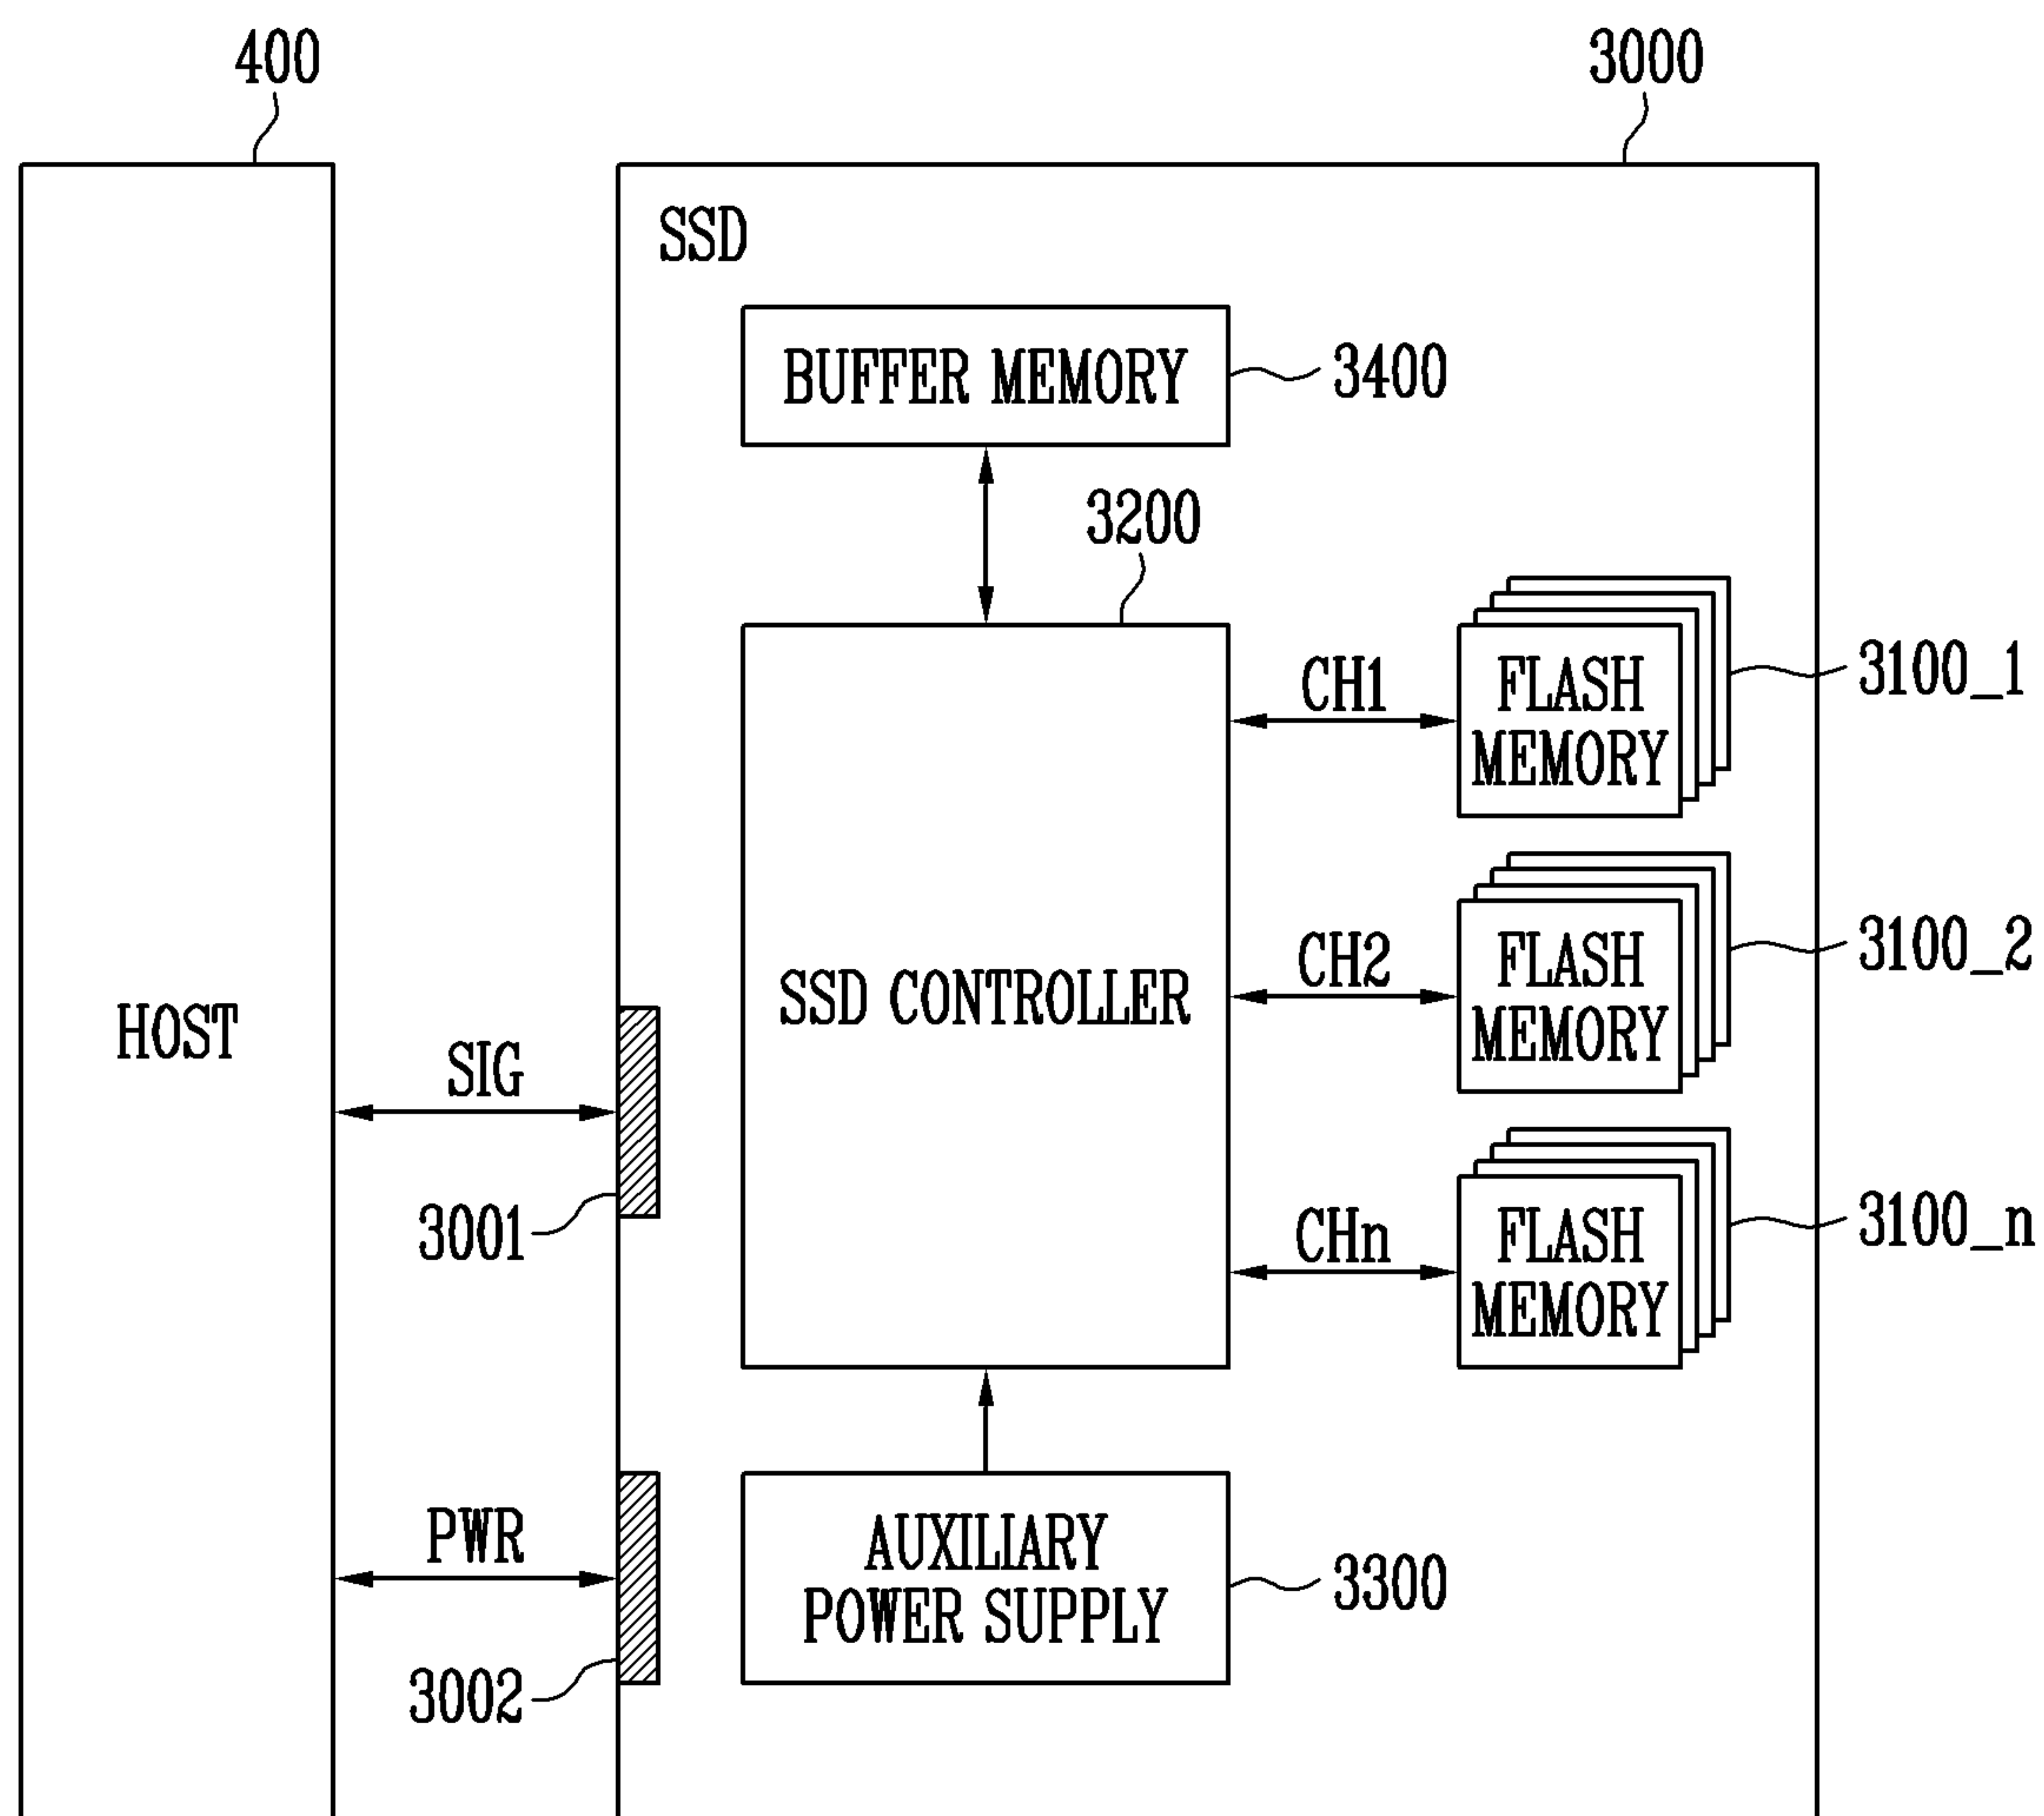 400
3000
SSD
BUFFER MEMORY
3400
3200
CH1
FLASH
MEMORY
3100_1
CH2
FLASH
MEMORY
3100_2
SSD CONTROLLER
HOST
SIG
3001
CHn
FLASH
MEMORY
3100_n
PWR
3002
AUXILIARY
POWER SUPPLY
3300